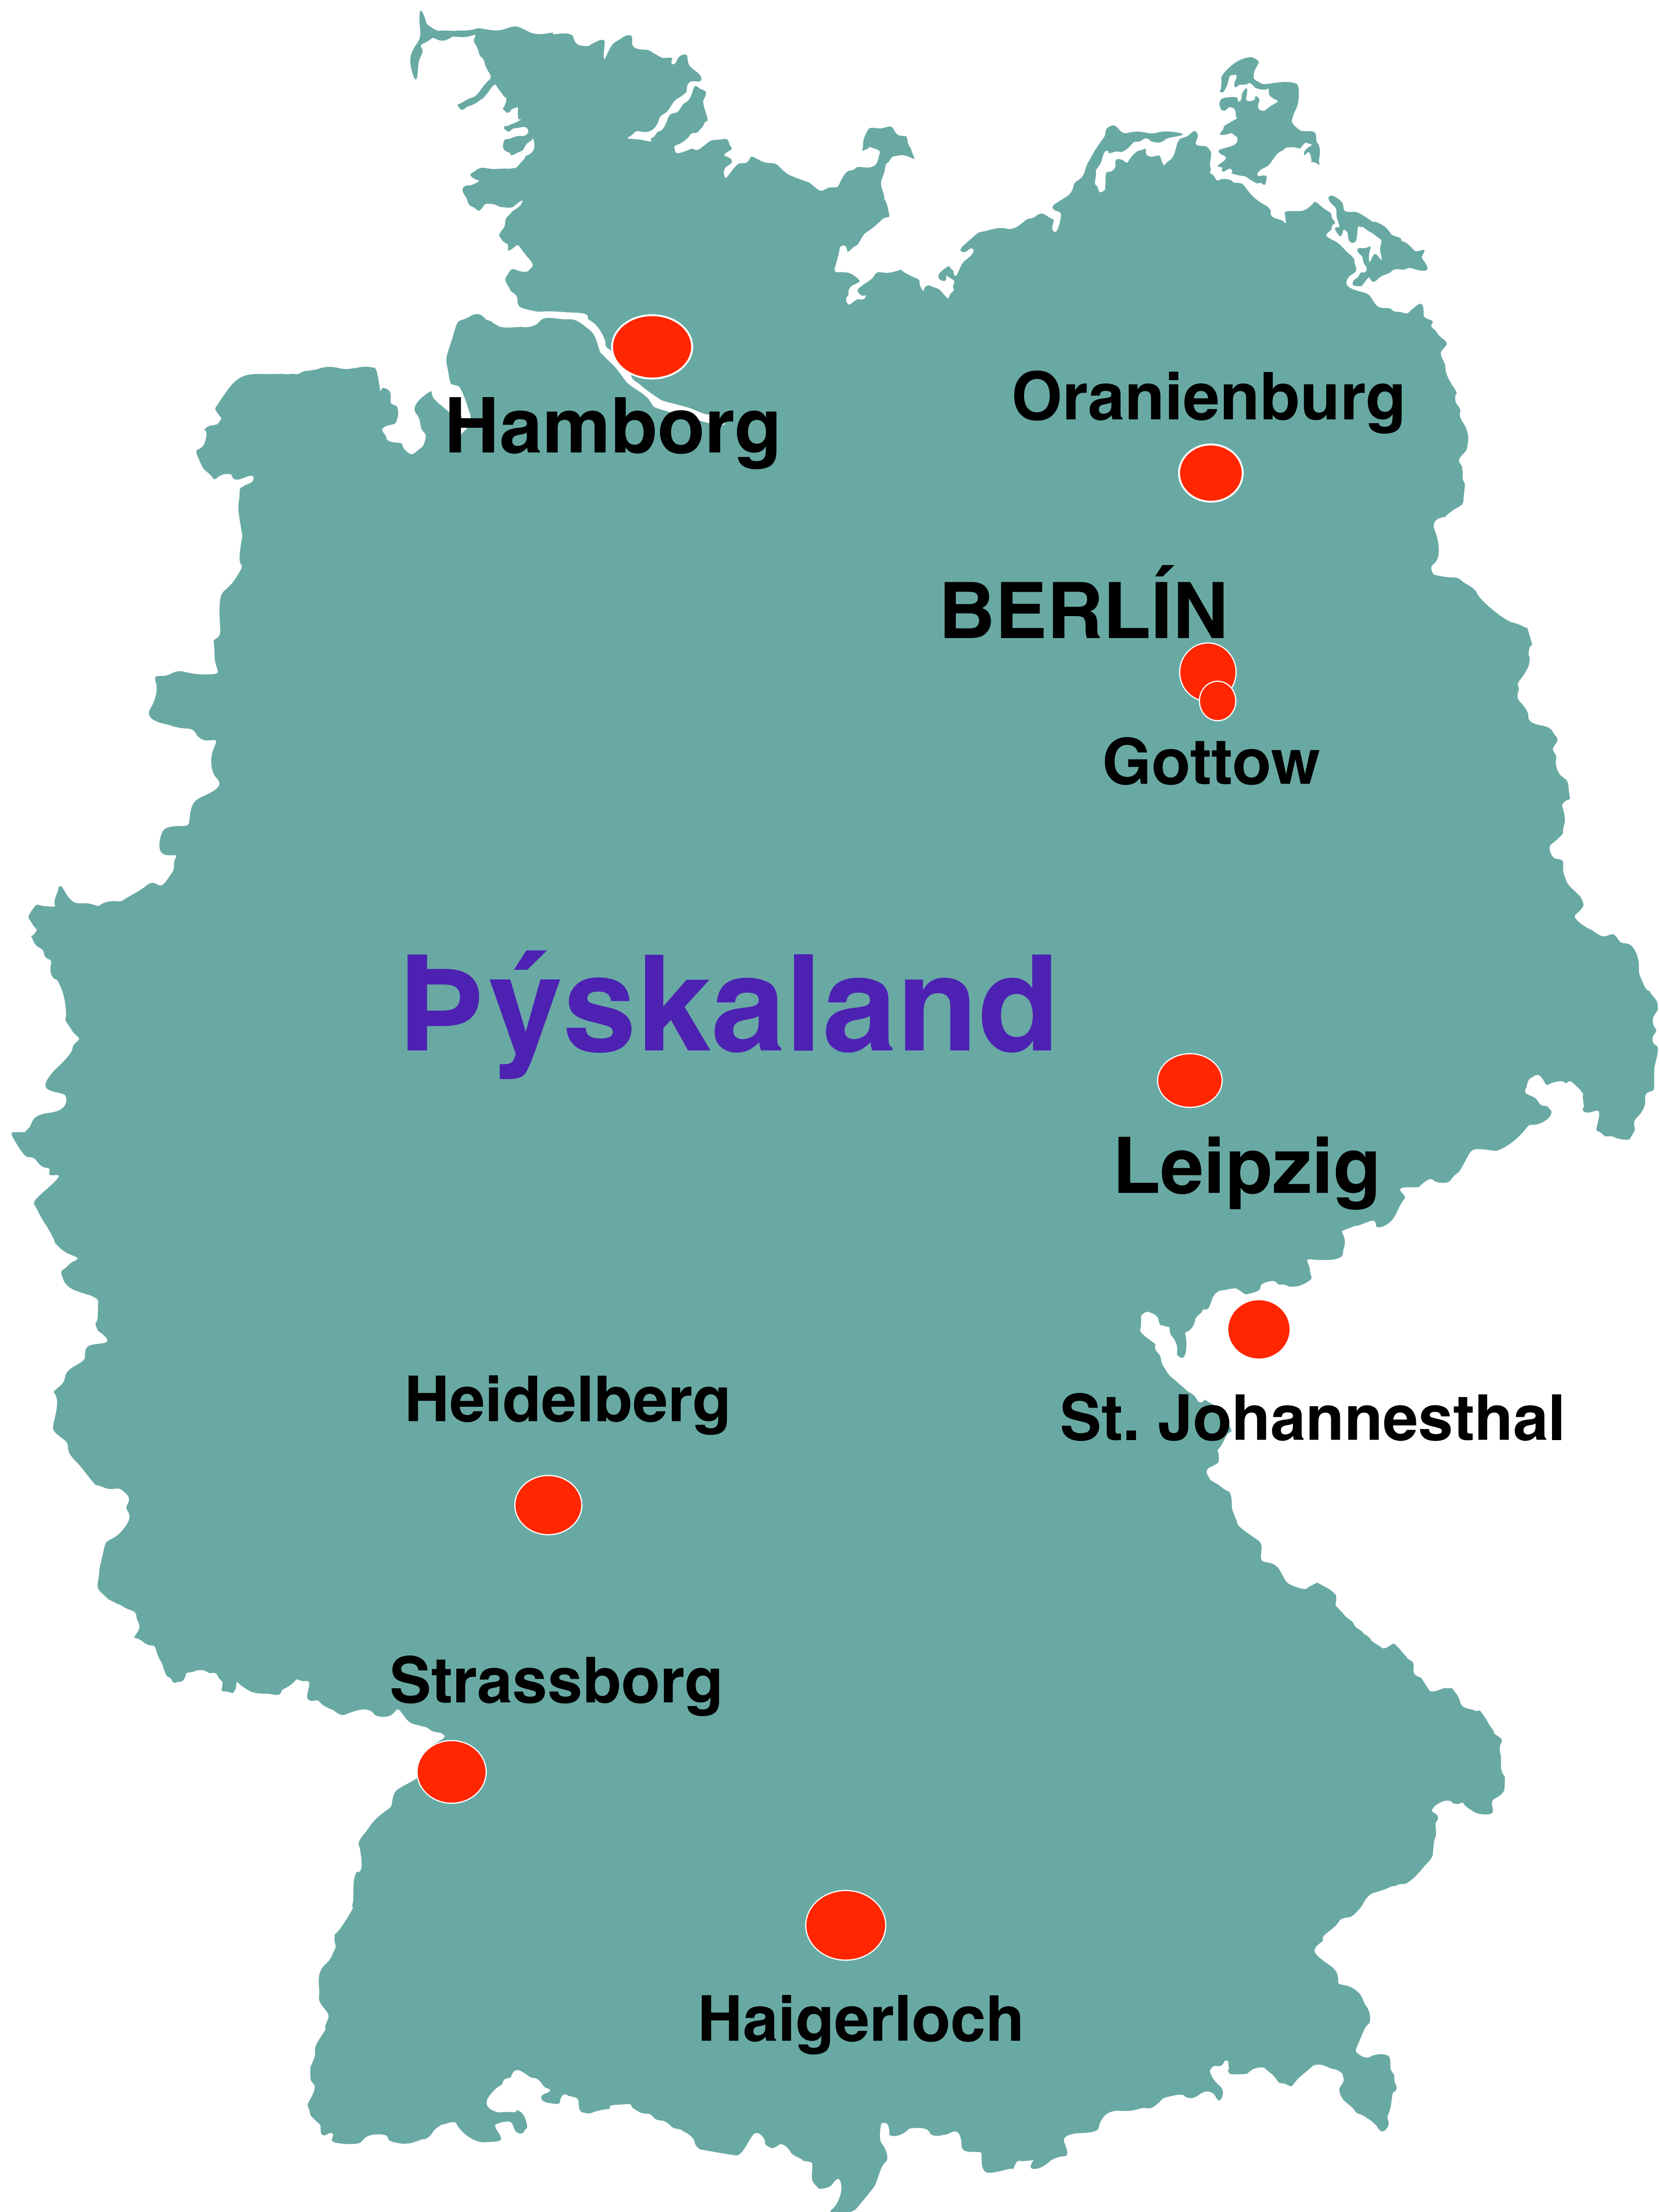 Oranienburg
Hamborg
BERLÍN
Gottow
Þýskaland
Leipzig
Heidelberg
St. Johannesthal
Strassborg
Haigerloch